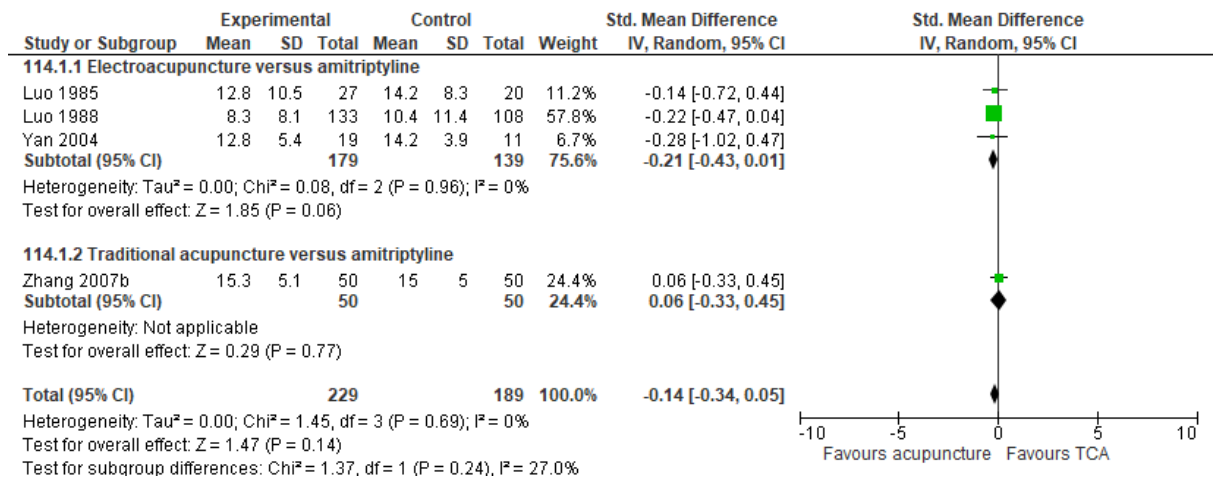 Experimental Control Std. Mean Difference Std. Mean Difference
Study or Subgroup Mean SD Total Mean SD Total Weight IV, Random, 95% CI IV, Random, 95% CI
114.1.1 Electroacupuncture versus amitriptyline
Luo 1985 12.8 10.5 27 14.2 8.3 20 11.2% -0.14 [-0.72, 0.44]
Luo 1988 8.3 8.1 133 10.4 11.4 108 57.8% -0.22 [-0.47, 0.04]
Yan 2004 12.8 5.4 19 14.2 3.9 11 6.7% -0.28 [-1.02, 0.47]
Subtotal (95% CI) 179 139 75.6% -0.21 [-0.43, 0.01]
Heterogeneity: Tau² = 0.00; Chi² = 0.08, df = 2 (P = 0.96); I² = 0%
Test for overall effect: Z = 1.85 (P = 0.06)
114.1.2 Traditional acupuncture versus amitriptyline
Zhang 2007b 15.3 5.1 50 15 5 50 24.4% 0.06 [-0.33, 0.45]
Subtotal (95% CI) 50 50 24.4% 0.06 [-0.33, 0.45]
Heterogeneity: Not applicable
Test for overall effect: Z = 0.29 (P = 0.77)
Total (95% CI) 229 189 100.0% -0.14 [-0.34, 0.05]
Heterogeneity: Tau² = 0.00; Chi² = 1.45, df = 3 (P = 0.69); I² = 0%
Test for overall effect: Z = 1.47 (P = 0.14)
Test for subgroup differences: Chi² = 1.37, df = 1 (P = 0.24), I² = 27.0%
-10 -5 0 5 10
Favours acupuncture Favours TCA